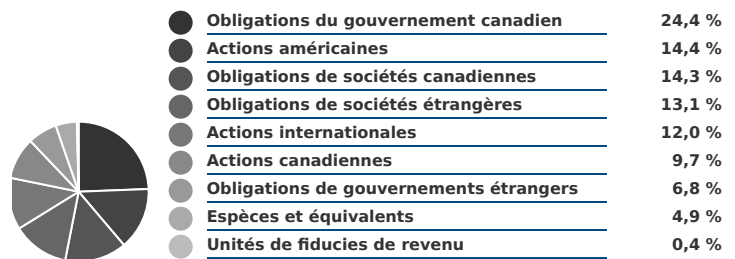 Obligations du gouvernement canadien 24,4 %
Actions américaines 14,4 %
Obligations de sociétés canadiennes 14,3 %
Obligations de sociétés étrangères 13,1 %
Actions internationales 12,0 %
Actions canadiennes 9,7 %
Obligations de gouvernements étrangers 6,8 %
Espèces et équivalents 4,9 %
Unités de fiducies de revenu 0,4 %